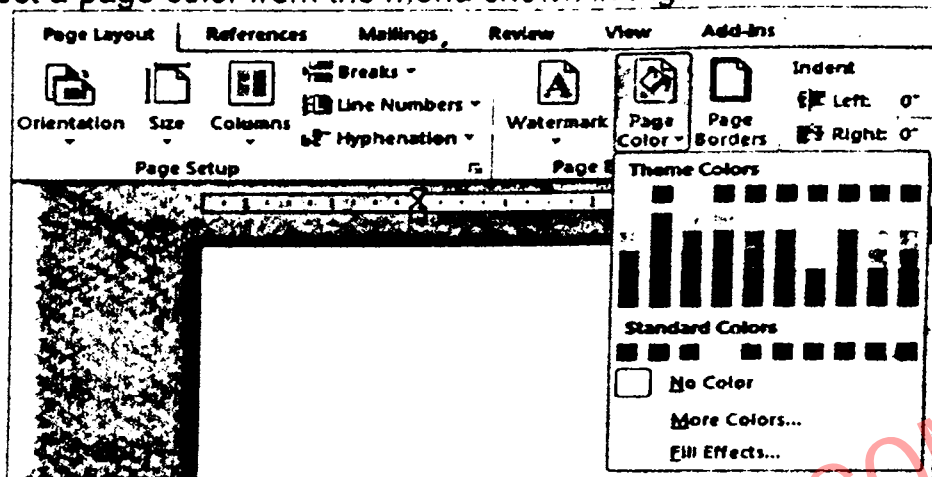 Page Layout References Mailings Review View Add-Ins
Breaks
Indent
Line Numbers
Left: 0"
Orientation Size Columns Watermark Page Color Page Borders
Hyphenation
Right: 0"
Page Setup Page
Theme Colors
Standard Colors
No Color
More Colors...
Fill Effects...